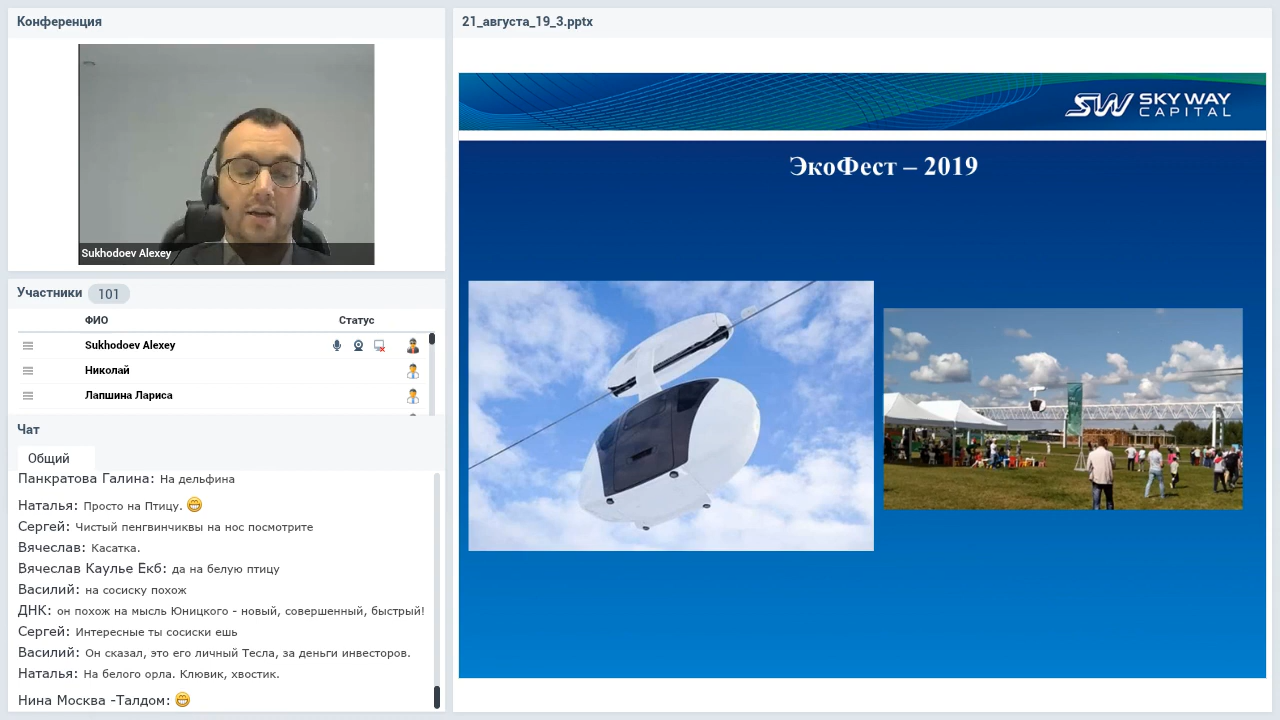 Конференция
Sukhodoev Alexey
Участники 101
ФИО Статус
Sukhodoev Alexey
Николай
Лапшина Лариса
Чат
Общий
Панкратова Галина: На дельфина
Наталья: Просто на Птицу.
Сергей: Чистый пенгвинчиквы на нос посмотрите
Вячеслав: Касатка.
Вячеслав Каулье Екб: да на белую птицу
Василий: на сосиску похож
ДНК: он похож на мысль Юницкого - новый, совершенный, быстрый!
Сергей: Интересные ты сосиски ешь
Василий: Он сказал, это его личный Тесла, за деньги инвесторов.
Наталья: На белого орла. Клювик, хвостик.
Нина Москва -Талдом:
21_августа_19_3.pptx
SW SKY WAY
CAPITAL
ЭкоФест – 2019